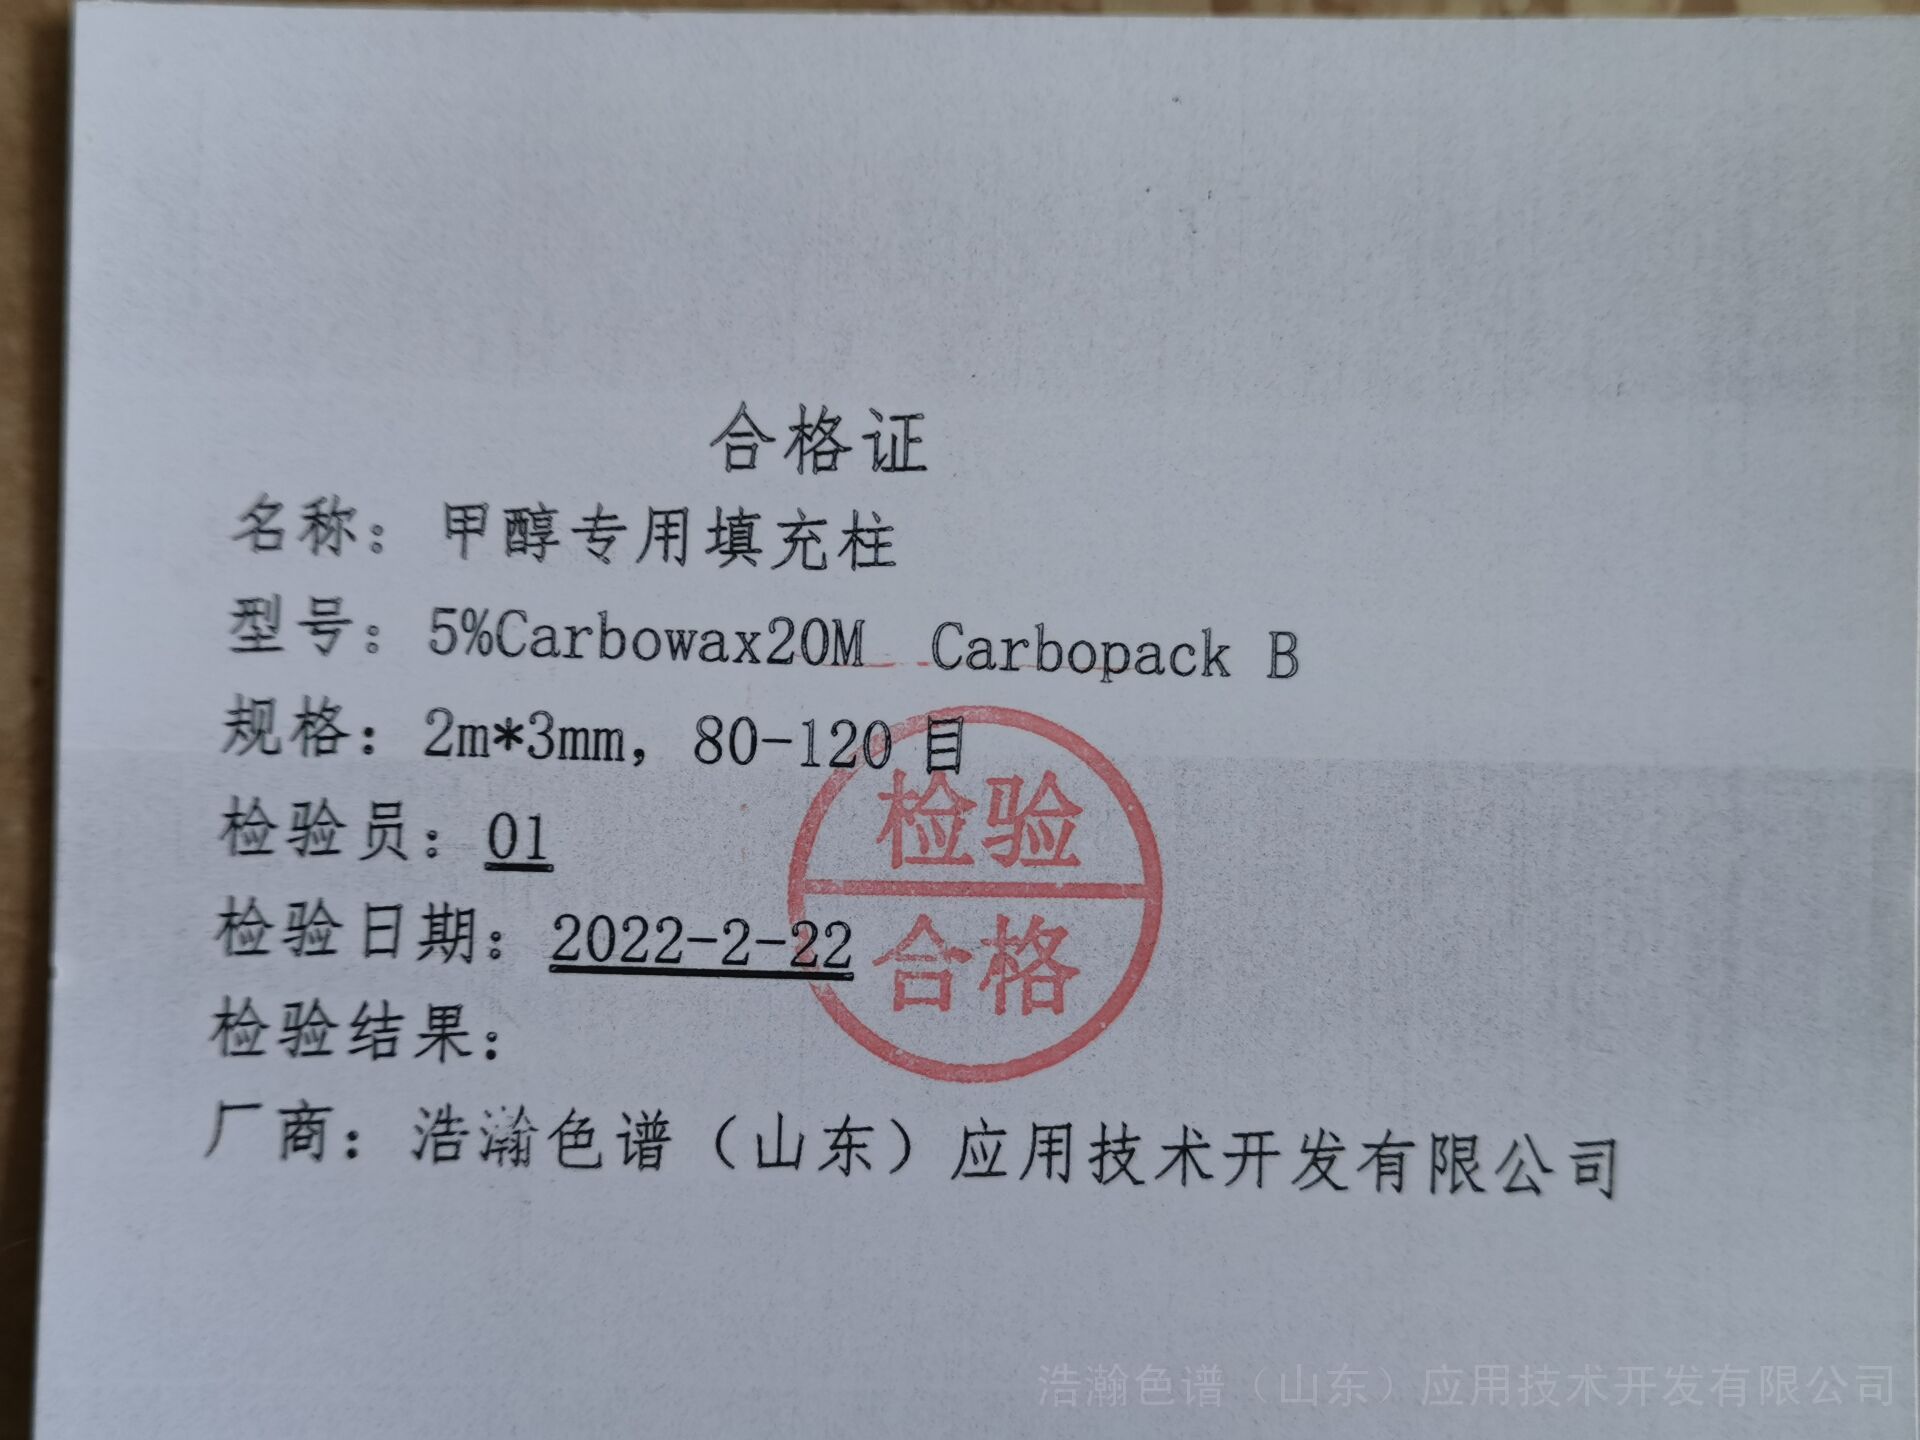 合格证
名称：甲醇专用填充柱
型号：5%Carbowax20M  Carbopack B
规格：2m*3mm，80-120 目
检验员：01
检验日期：2022-2-22
检验结果：
检验
合格
厂商：浩瀚色谱（山东）应用技术开发有限公司
浩瀚色谱（山东）应用技术开发有限公司